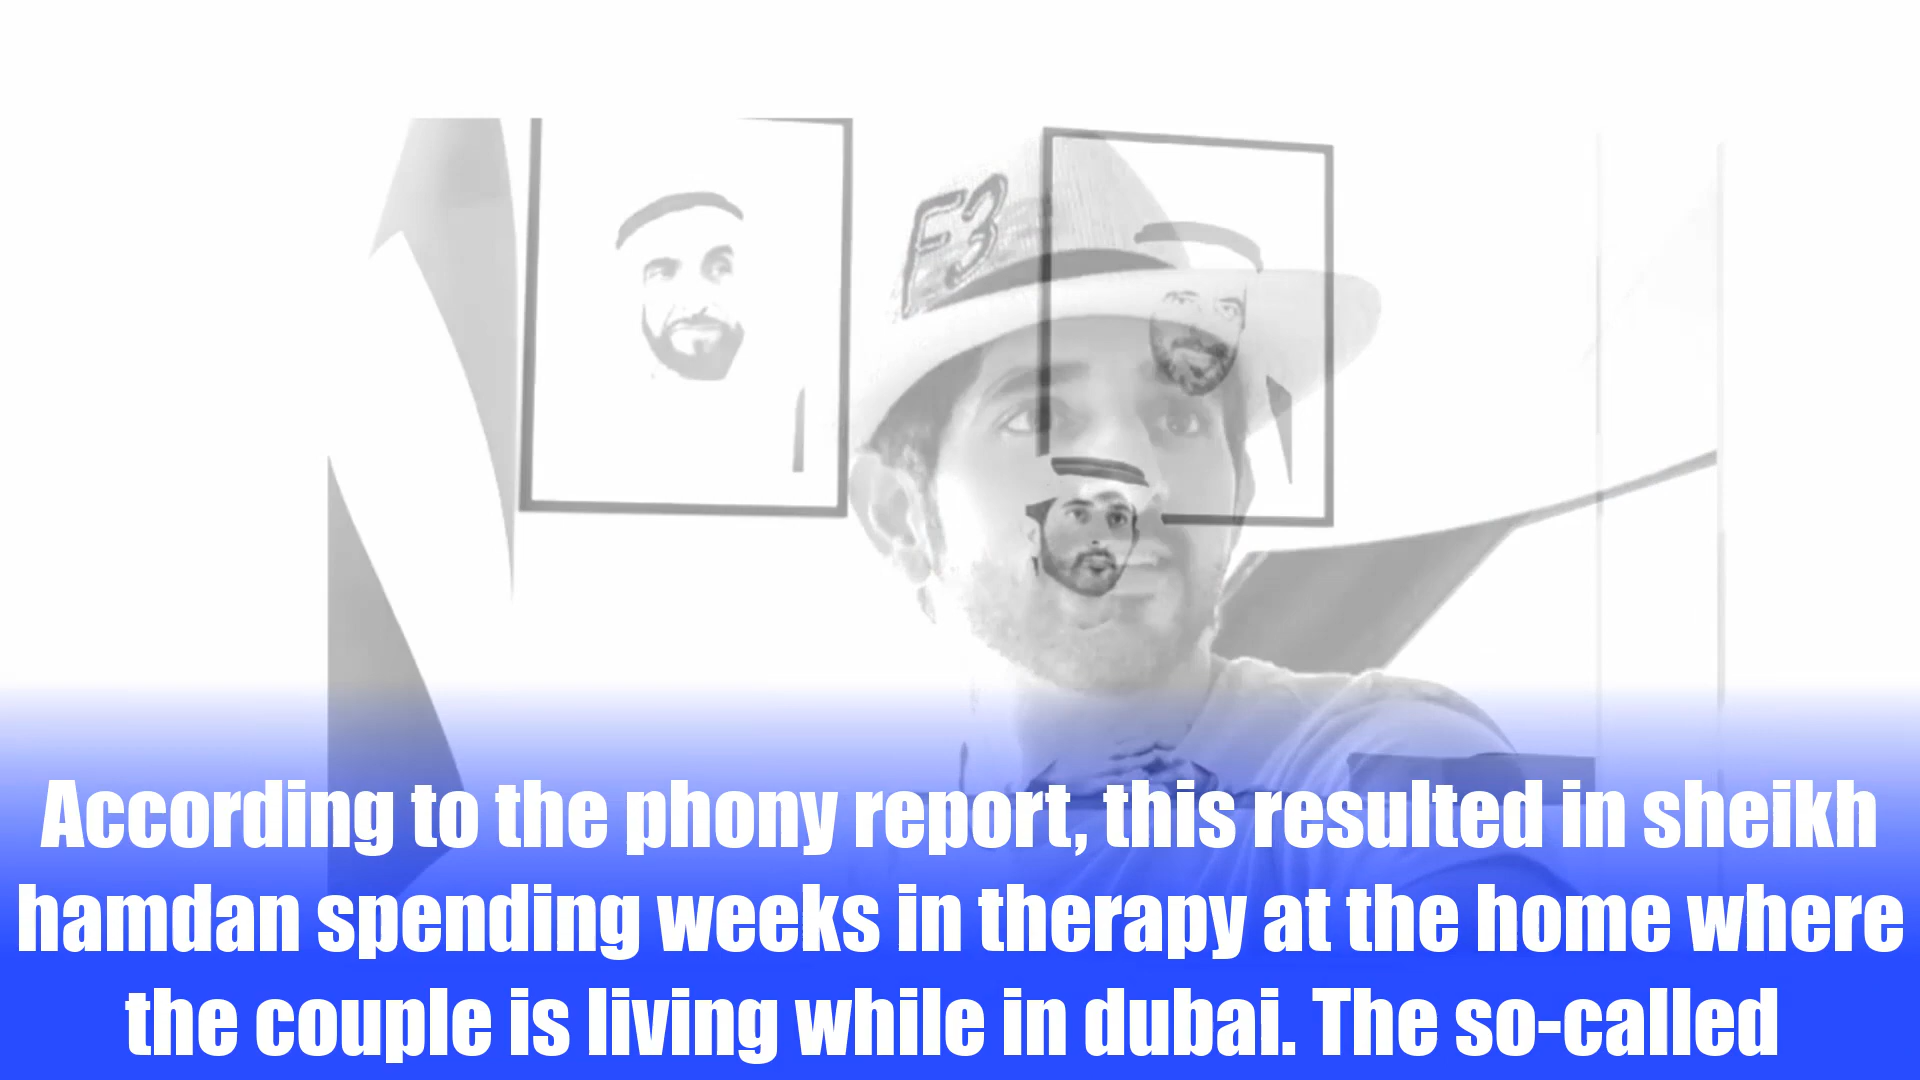 F3
According to the phony report, this resulted in sheikh
hamdan spending weeks in therapy at the home where
the couple is living while in dubai. The so-called